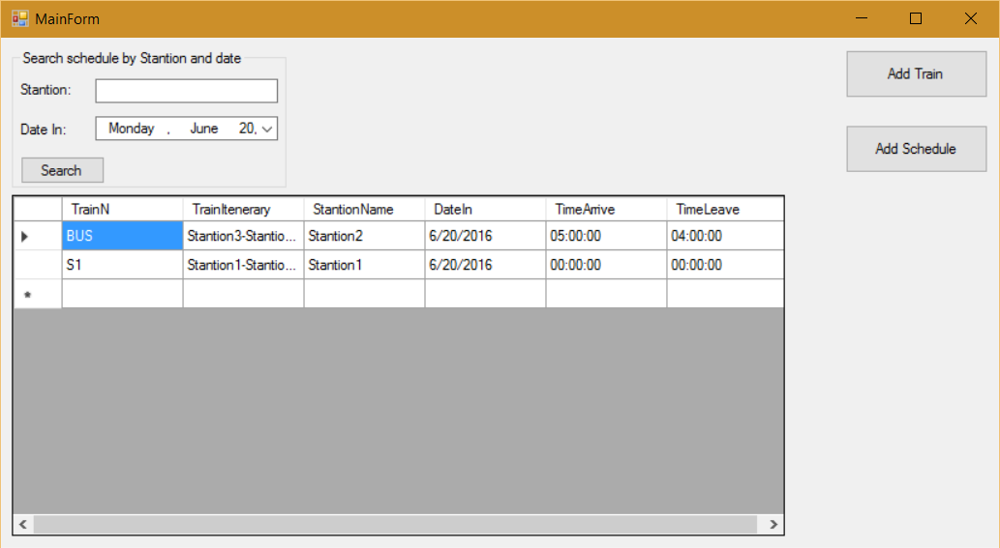 MainForm
Search schedule by Stantion and date
Stantion:
Date In: Monday , June 20,
Search
Add Train
Add Schedule
TrainN TrainItenerary StantionName DateIn TimeArrive TimeLeave
BUS Stantion3-Stantio... Stantion2 6/20/2016 05:00:00 04:00:00
S1 Stantion1-Stantio... Stantion1 6/20/2016 00:00:00 00:00:00